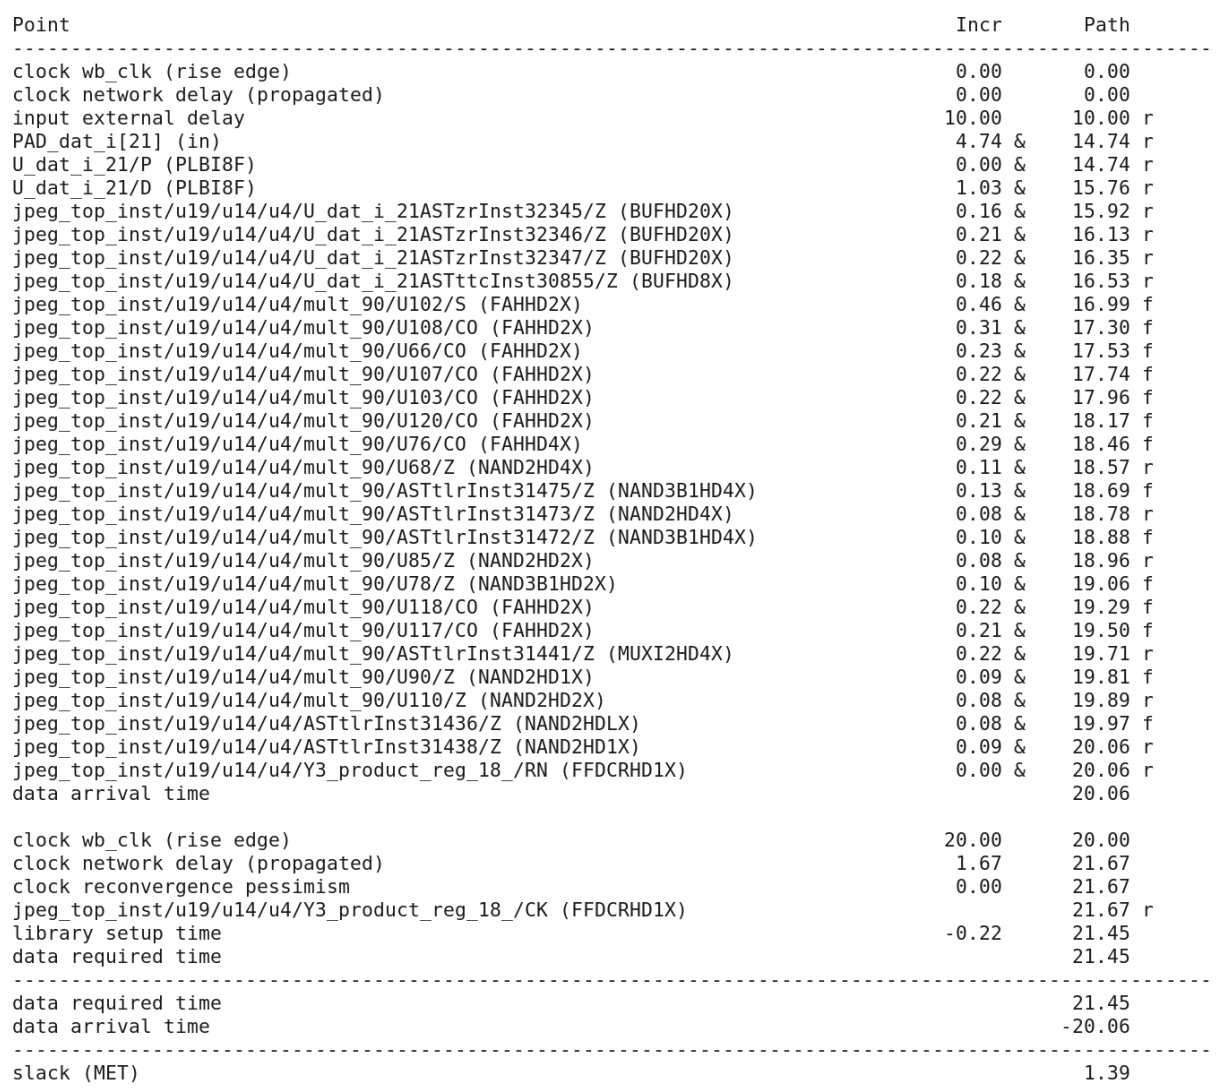 Point Incr Path
--------------------------------------------------------------------------------------------------------
clock wb_clk (rise edge) 0.00 0.00
clock network delay (propagated) 0.00 0.00
input external delay 10.00 10.00 r
PAD_dat_i[21] (in) 4.74 & 14.74 r
U_dat_i_21/P (PLBI8F) 0.00 & 14.74 r
U_dat_i_21/D (PLBI8F) 1.03 & 15.76 r
jpeg_top_inst/u19/u14/u4/U_dat_i_21ASTzrInst32345/Z (BUFHD20X) 0.16 & 15.92 r
jpeg_top_inst/u19/u14/u4/U_dat_i_21ASTzrInst32346/Z (BUFHD20X) 0.21 & 16.13 r
jpeg_top_inst/u19/u14/u4/U_dat_i_21ASTzrInst32347/Z (BUFHD20X) 0.22 & 16.35 r
jpeg_top_inst/u19/u14/u4/U_dat_i_21ASTttcInst30855/Z (BUFHD8X) 0.18 & 16.53 r
jpeg_top_inst/u19/u14/u4/mult_90/U102/S (FAHHD2X) 0.46 & 16.99 f
jpeg_top_inst/u19/u14/u4/mult_90/U108/CO (FAHHD2X) 0.31 & 17.30 f
jpeg_top_inst/u19/u14/u4/mult_90/U66/CO (FAHHD2X) 0.23 & 17.53 f
jpeg_top_inst/u19/u14/u4/mult_90/U107/CO (FAHHD2X) 0.22 & 17.74 f
jpeg_top_inst/u19/u14/u4/mult_90/U103/CO (FAHHD2X) 0.22 & 17.96 f
jpeg_top_inst/u19/u14/u4/mult_90/U120/CO (FAHHD2X) 0.21 & 18.17 f
jpeg_top_inst/u19/u14/u4/mult_90/U76/CO (FAHHD4X) 0.29 & 18.46 f
jpeg_top_inst/u19/u14/u4/mult_90/U68/Z (NAND2HD4X) 0.11 & 18.57 r
jpeg_top_inst/u19/u14/u4/mult_90/ASTtlrInst31475/Z (NAND3B1HD4X) 0.13 & 18.69 f
jpeg_top_inst/u19/u14/u4/mult_90/ASTtlrInst31473/Z (NAND2HD4X) 0.08 & 18.78 r
jpeg_top_inst/u19/u14/u4/mult_90/ASTtlrInst31472/Z (NAND3B1HD4X) 0.10 & 18.88 f
jpeg_top_inst/u19/u14/u4/mult_90/U85/Z (NAND2HD2X) 0.08 & 18.96 r
jpeg_top_inst/u19/u14/u4/mult_90/U78/Z (NAND3B1HD2X) 0.10 & 19.06 f
jpeg_top_inst/u19/u14/u4/mult_90/U118/CO (FAHHD2X) 0.22 & 19.29 f
jpeg_top_inst/u19/u14/u4/mult_90/U117/CO (FAHHD2X) 0.21 & 19.50 f
jpeg_top_inst/u19/u14/u4/mult_90/ASTtlrInst31441/Z (MUXI2HD4X) 0.22 & 19.71 r
jpeg_top_inst/u19/u14/u4/mult_90/U90/Z (NAND2HD1X) 0.09 & 19.81 f
jpeg_top_inst/u19/u14/u4/mult_90/U110/Z (NAND2HD2X) 0.08 & 19.89 r
jpeg_top_inst/u19/u14/u4/ASTtlrInst31436/Z (NAND2HDLX) 0.08 & 19.97 f
jpeg_top_inst/u19/u14/u4/ASTtlrInst31438/Z (NAND2HD1X) 0.09 & 20.06 r
jpeg_top_inst/u19/u14/u4/Y3_product_reg_18_/RN (FFDCRHD1X) 0.00 & 20.06 r
data arrival time 20.06
clock wb_clk (rise edge) 20.00 20.00
clock network delay (propagated) 1.67 21.67
clock reconvergence pessimism 0.00 21.67
jpeg_top_inst/u19/u14/u4/Y3_product_reg_18_/CK (FFDCRHD1X) 21.67 r
library setup time -0.22 21.45
data required time 21.45
--------------------------------------------------------------------------------------------------------
data required time 21.45
data arrival time -20.06
--------------------------------------------------------------------------------------------------------
slack (MET) 1.39